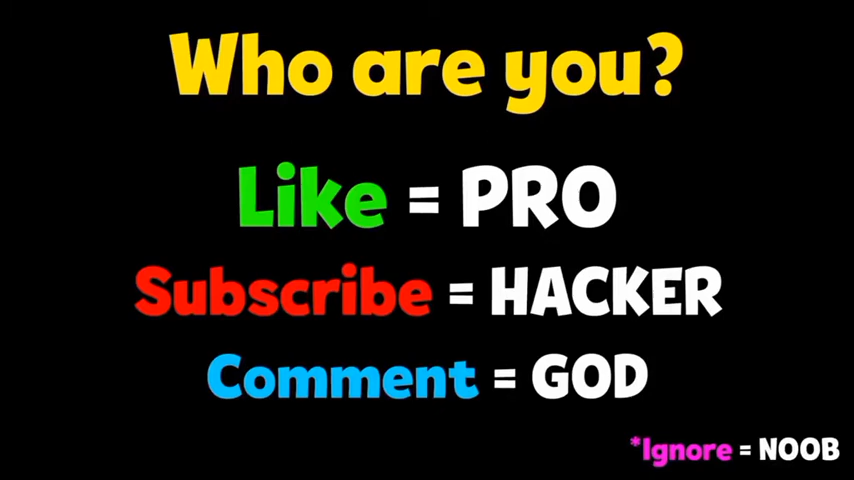 Who are you?
Like = PRO
Subscribe = HACKER
Comment = GOD
*Ignore = NOOB